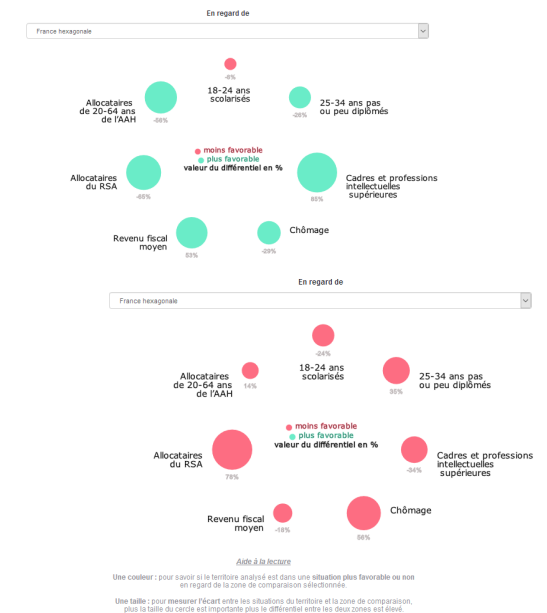 En regard de
France hexagonale
-6%
18-24 ans
scolarisés
Allocataires
de 20-64 ans
de l'AAH
-56%
-26%
25-34 ans pas
ou peu diplômés
moins favorable
plus favorable
valeur du différentiel en %
Allocataires
du RSA
-65%
85%
Cadres et professions
intellectuelles
supérieures
Revenu fiscal
moyen
53%
-29%
Chômage
En regard de
France hexagonale
-24%
18-24 ans
scolarisés
Allocataires
de 20-64 ans
de l'AAH
14%
35%
25-34 ans pas
ou peu diplômés
moins favorable
plus favorable
valeur du différentiel en %
Allocataires
du RSA
78%
-34%
Cadres et professions
intellectuelles
supérieures
Revenu fiscal
moyen
-18%
56%
Chômage
Aide à la lecture
Une couleur : pour savoir si le territoire analysé est dans une situation plus favorable ou non
en regard de la zone de comparaison sélectionnée.
Une taille : pour mesurer l'écart entre les situations du territoire et la zone de comparaison,
plus la taille du cercle est importante plus le différentiel entre les deux zones est élevé.